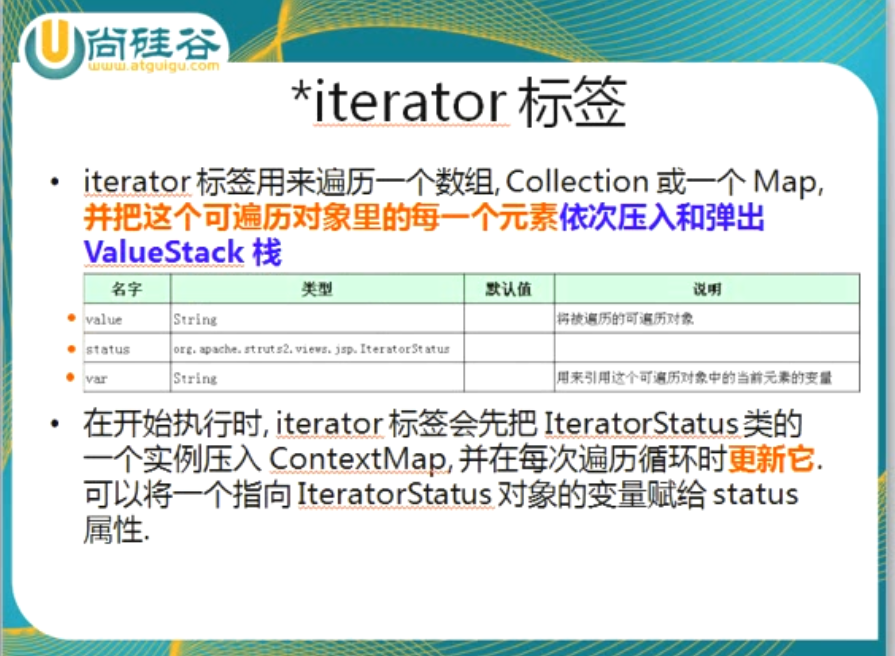 尚硅谷
www.atguigu.com
*iterator 标签
• iterator 标签用来遍历一个数组, Collection 或一个 Map,
并把这个可遍历对象里的每一个元素依次压入和弹出
ValueStack 栈
名字 类型 默认值 说明
• value String 将被遍历的可遍历对象
• status org.apache.struts2.views.jsp.IteratorStatus
• var String 用来引用这个可遍历对象中的当前元素的变量
• 在开始执行时, iterator 标签会先把 IteratorStatus 类的
一个实例压入 ContextMap, 并在每次遍历循环时更新它.
可以将一个指向 IteratorStatus 对象的变量赋给 status
属性.